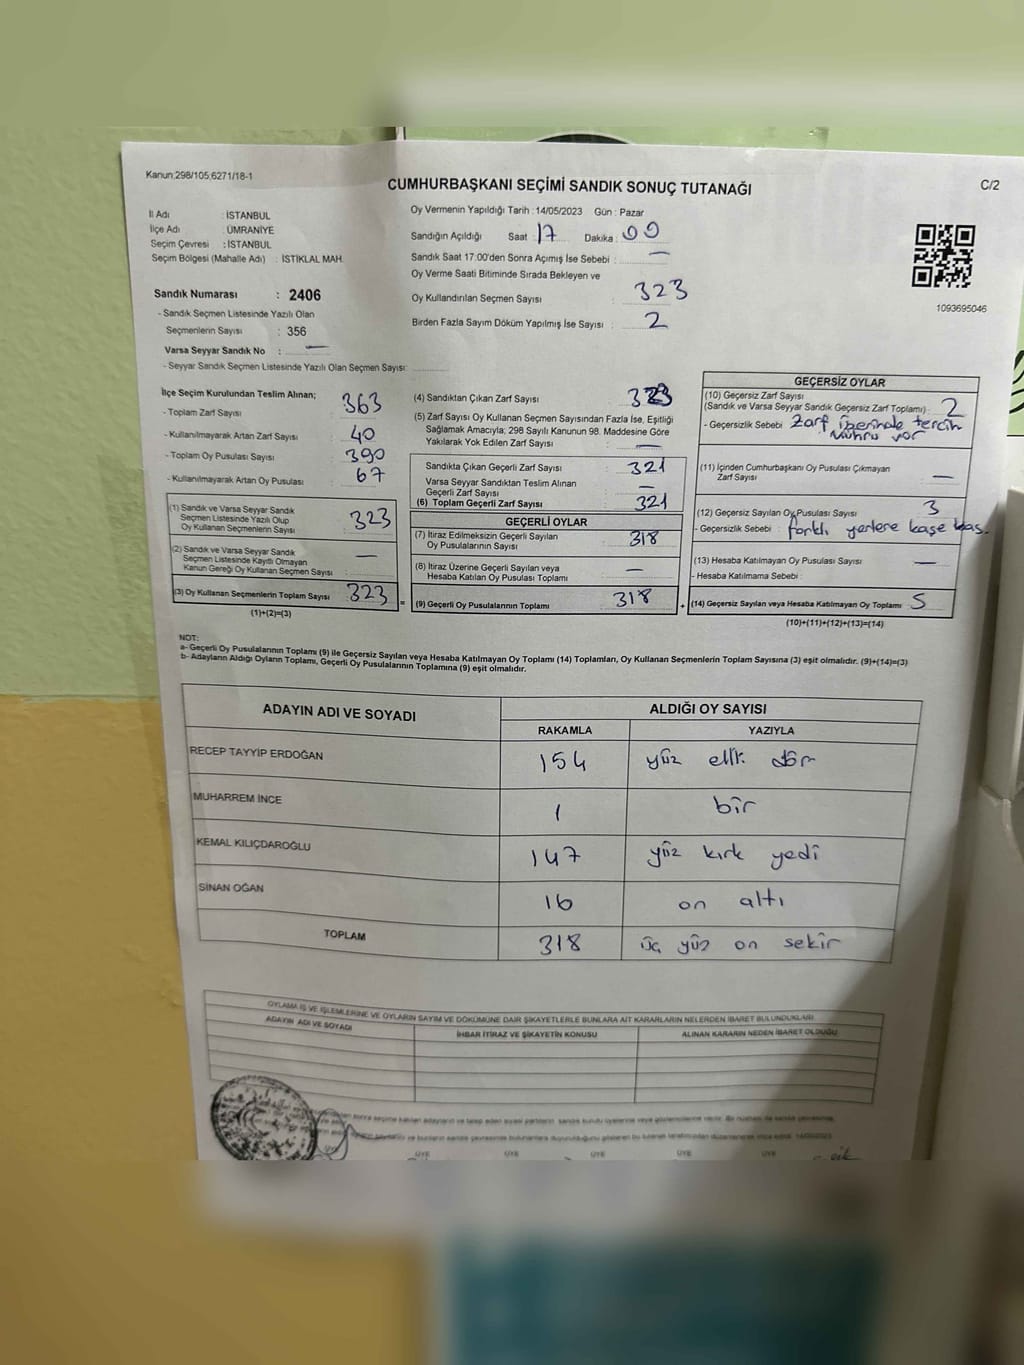 Kanun;298/105;6271/18-1
CUMHURBAŞKANI SEÇİMİ SANDIK SONUÇ TUTANAĞI
C/2
İl Adı : İSTANBUL
İlçe Adı : ÜMRANİYE
Seçim Çevresi : İSTANBUL
Seçim Bölgesi (Mahalle Adı) : İSTİKLAL MAH.
Sandık Numarası : 2406
- Sandık Seçmen Listesinde Yazılı Olan
Seçmenlerin Sayısı : 356
Varsa Seyyar Sandık No : —
- Seyyar Sandık Seçmen Listesinde Yazılı Olan Seçmen Sayısı:
Oy Vermenin Yapıldığı Tarih : 14/05/2023 Gün : Pazar
Sandığın Açıldığı Saat 17 Dakika : 00
Sandık Saat 17:00'den Sonra Açımış İse Sebebi : —
Oy Verme Saati Bitiminde Sırada Bekleyen ve
Oy Kullandırılan Seçmen Sayısı : 323
Birden Fazla Sayım Döküm Yapılmış İse Sayısı : 2
1093695046
İlçe Seçim Kurulundan Teslim Alınan;
- Toplam Zarf Sayısı : 363
- Kullanılmayarak Artan Zarf Sayısı : 40
- Toplam Oy Pusulası Sayısı : 390
- Kullanılmayarak Artan Oy Pusulası : 67
(1) Sandık ve Varsa Seyyar Sandık
Seçmen Listesinde Yazılı Olup
Oy Kullanan Seçmenlerin Sayısı : 323
(2) Sandık ve Varsa Seyyar Sandık
Seçmen Listesinde Kayıtlı Olmayan
Kanun Gereği Oy Kullanan Seçmen Sayısı : —
(3) Oy Kullanan Seçmenlerin Toplam Sayısı 323
(1)+(2)=(3)
(4) Sandıktan Çıkan Zarf Sayısı : 323
(5) Zarf Sayısı Oy Kullanan Seçmen Sayısından Fazla İse, Eşitliği
Sağlamak Amacıyla; 298 Sayılı Kanunun 98. Maddesine Göre
Yakılarak Yok Edilen Zarf Sayısı : —
Sandıkta Çıkan Geçerli Zarf Sayısı : 321
Varsa Seyyar Sandıktan Teslim Alınan
Geçerli Zarf Sayısı : —
(6) Toplam Geçerli Zarf Sayısı : 321
GEÇERLİ OYLAR
(7) İtiraz Edilmeksizin Geçerli Sayılan
Oy Pusulalarının Sayısı : 318
(8) İtiraz Üzerine Geçerli Sayılan veya
Hesaba Katılan Oy Pusulası Toplamı : —
= (9) Geçerli Oy Pusulalarının Toplamı : 318
GEÇERSİZ OYLAR
(10) Geçersiz Zarf Sayısı
(Sandık ve Varsa Seyyar Sandık Geçersiz Zarf Toplamı) : 2
- Geçersizlik Sebebi : Zarf üzerinde tercih
mührü var
(11) İçinden Cumhurbaşkanı Oy Pusulası Çıkmayan
Zarf Sayısı : —
(12) Geçersiz Sayılan Oy Pusulası Sayısı : 3
- Geçersizlik Sebebi : farklı yerlere kaşe bas.
(13) Hesaba Katılmayan Oy Pusulası Sayısı : —
- Hesaba Katılmama Sebebi :
+ (14) Geçersiz Sayılan veya Hesaba Katılmayan Oy Toplamı : 5
(10)+(11)+(12)+(13)=(14)
NOT:
a- Geçerli Oy Pusulalarının Toplamı (9) ile Geçersiz Sayılan veya Hesaba Katılmayan Oy Toplamı (14) Toplamları, Oy Kullanan Seçmenlerin Toplam Sayısına (3) eşit olmalıdır. (9)+(14)=(3)
b- Adayların Aldığı Oyların Toplamı, Geçerli Oy Pusulalarının Toplamına (9) eşit olmalıdır.
ADAYIN ADI VE SOYADI
ALDIĞI OY SAYISI
RAKAMLA YAZIYLA
RECEP TAYYİP ERDOĞAN 154 yüz elli dör
MUHARREM İNCE 1 bir
KEMAL KILIÇDAROĞLU 147 yüz kırk yedi
SİNAN OĞAN 16 on altı
TOPLAM 318 üç yüz on sekir
OYLAMA İŞ VE İŞLEMLERİNE VE OYLARIN SAYIM VE DÖKÜMÜNE DAİR ŞİKAYETLERLE BUNLARA AİT KARARLARIN NELERDEN İBARET BULUNDUKLARI
ADAYIN ADI VE SOYADI İHBAR İTİRAZ VE ŞİKAYETİN KONUSU ALINAN KARARIN NEDEN İBARET OLDUĞU
ÜYE ÜYE ÜYE ÜYE ÜYE